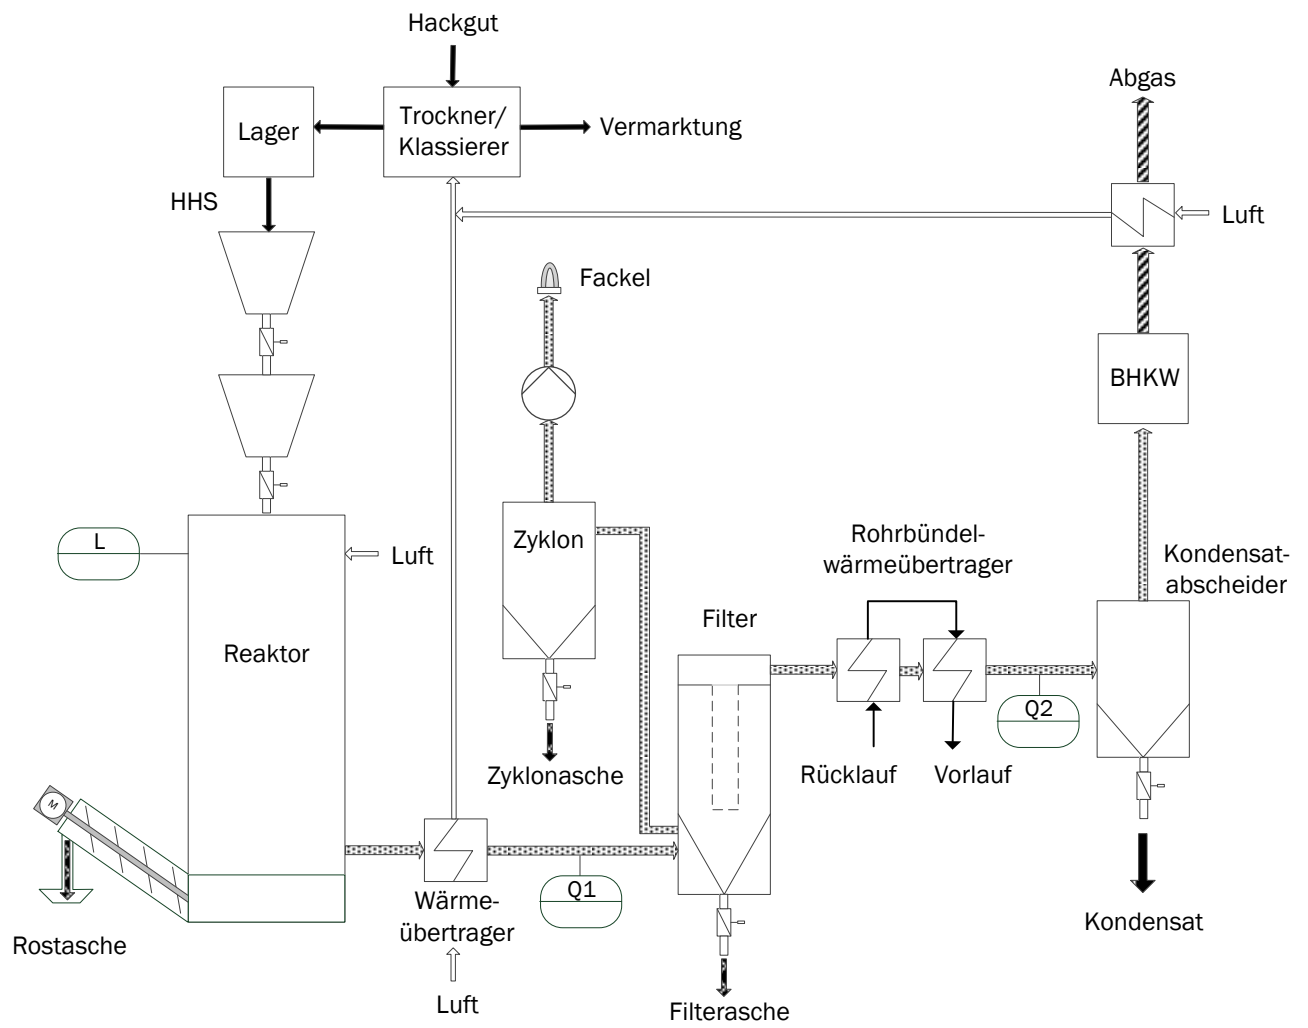 Hackgut
Abgas
Lager
Trockner/
Klassierer
Vermarktung
HHS
Luft
Fackel
BHKW
L
Luft
Zyklon
Rohrbündel-
wärmeübertrager
Kondensat-
abscheider
Filter
Reaktor
Q2
Zyklonasche
Rücklauf
Vorlauf
M
Q1
Wärme-
übertrager
Kondensat
Rostasche
Luft
Filterasche